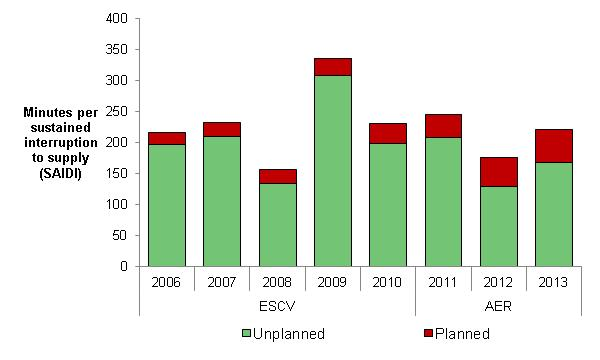 400
350
300
250
200
150
100
50
0
Minutes per
sustained
interruption
to supply
(SAIDI)
2006 2007 2008 2009 2010 2011 2012 2013
ESCV AER
Unplanned Planned